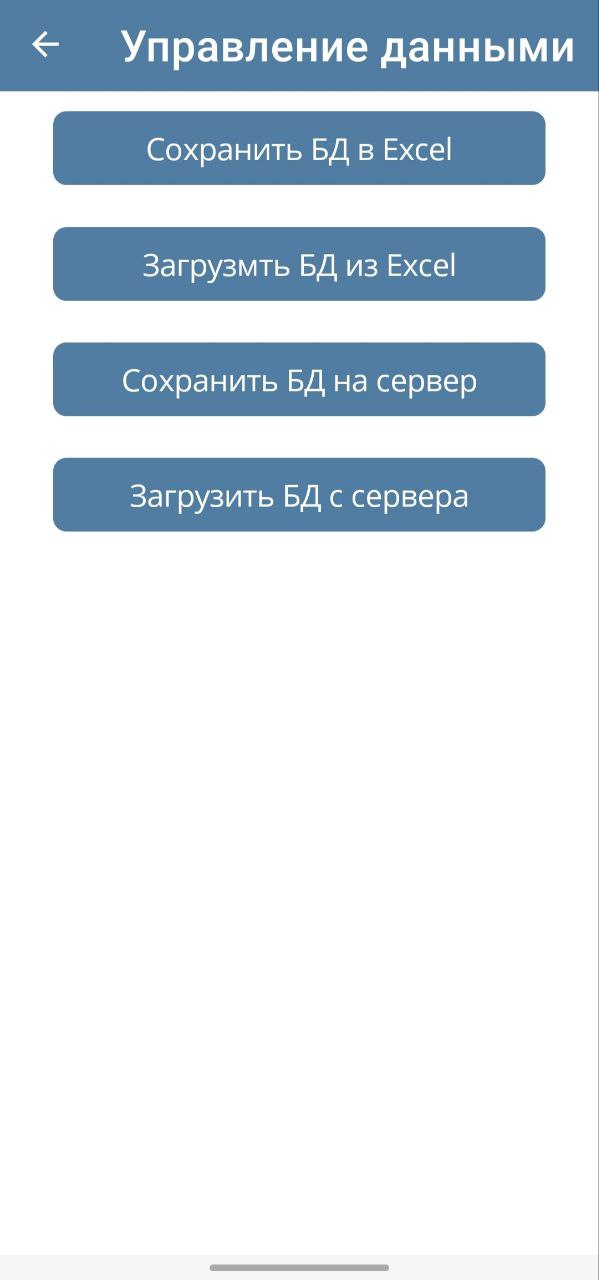 Управление данными
Сохранить БД в Excel
Загрузмть БД из Excel
Сохранить БД на сервер
Загрузить БД с сервера